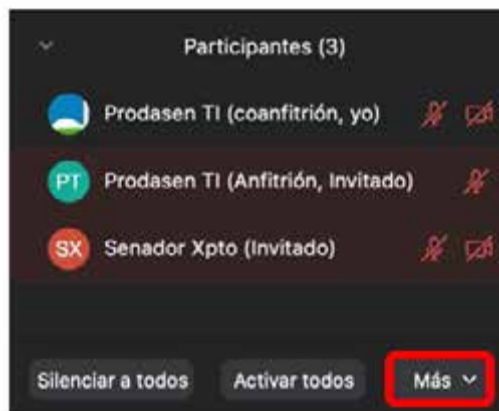 Participantes (3)
Prodasen TI (coanfitrión, yo)
PT Prodasen TI (Anfitrión, Invitado)
SX Senador Xpto (Invitado)
Silenciar a todos Activar todos Más